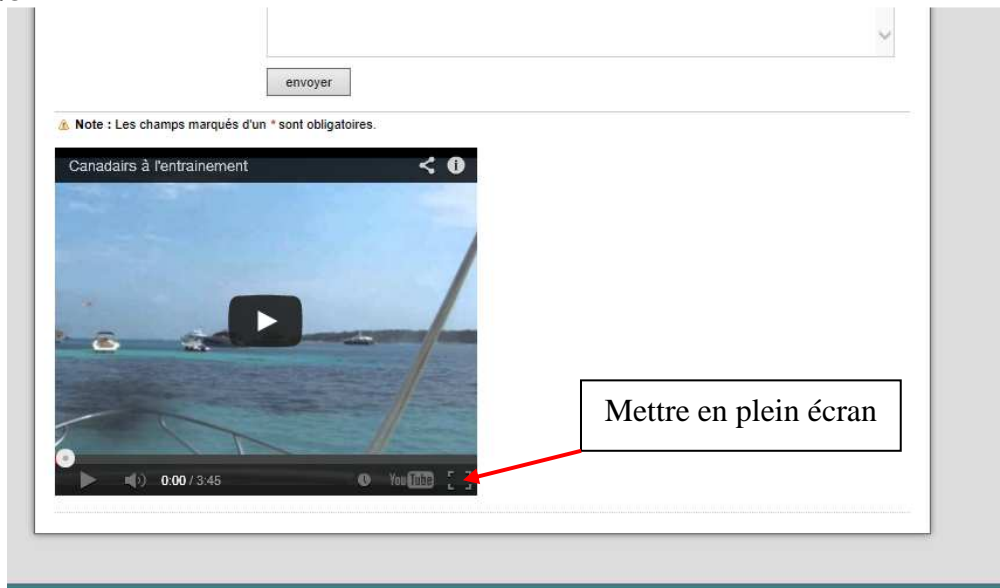 envoyer
Note : Les champs marqués d'un * sont obligatoires.
Canadairs à l'entrainement
Mettre en plein écran
0:00 / 3:45
YouTube